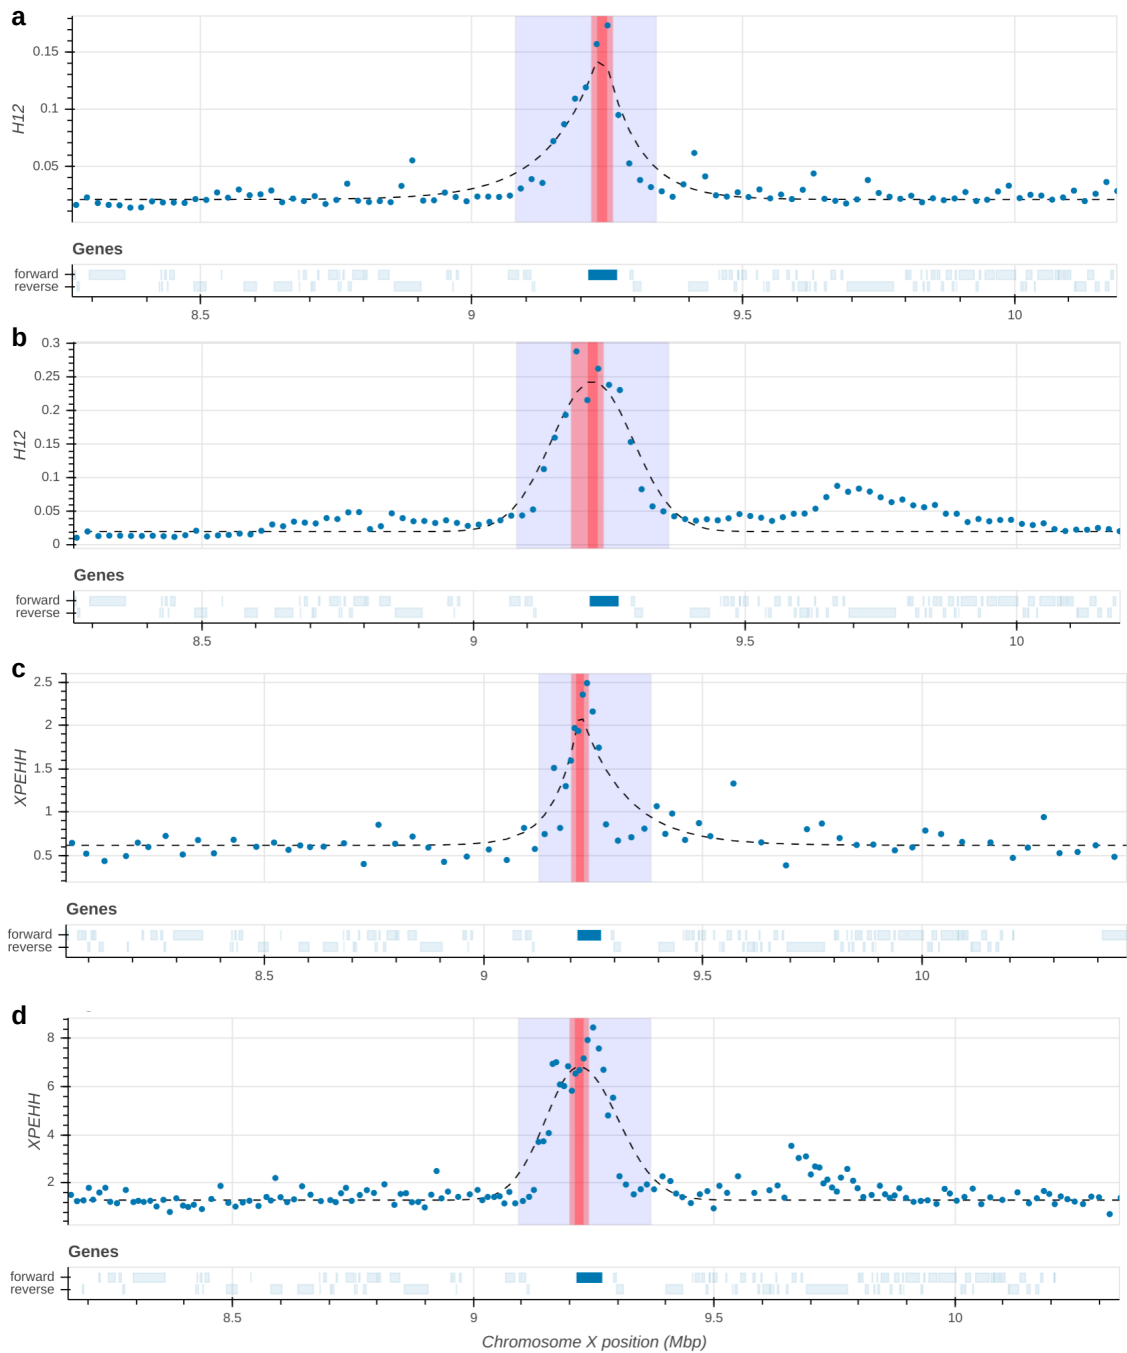 a
0.15
0.1
0.05
H12
Genes
forward
reverse
8.5 9 9.5 10
b
0.3
0.25
0.2
0.15
0.1
0.05
0
H12
Genes
forward
reverse
8.5 9 9.5 10
c
2.5
2
1.5
1
0.5
XPEHH
Genes
forward
reverse
8.5 9 9.5 10
d
8
6
4
2
XPEHH
Genes
forward
reverse
8.5 9 9.5 10
Chromosome X position (Mbp)